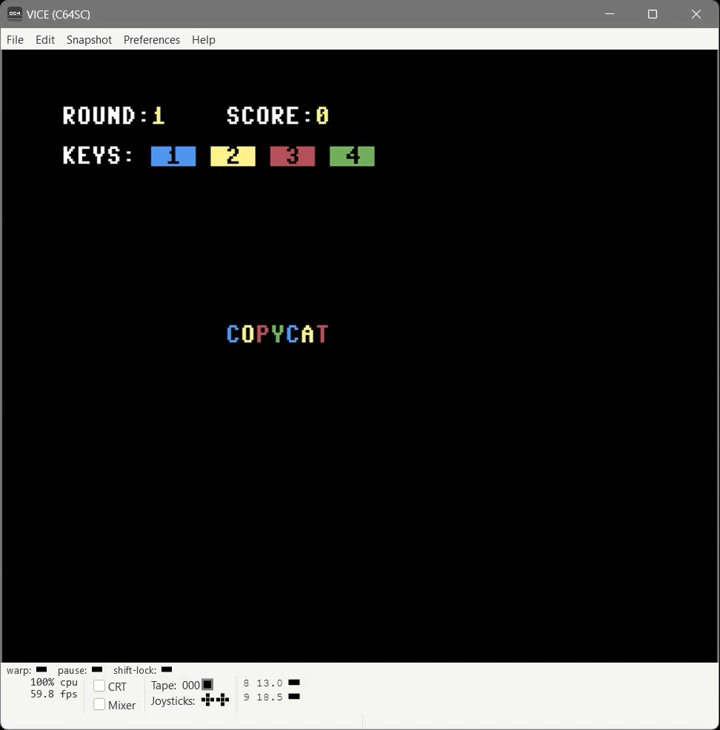 VICE (C64SC)
File Edit Snapshot Preferences Help
ROUND:1 SCORE:0
KEYS: 1 2 3 4
COPYCAT
warp: pause: shift-lock:
100% cpu
59.8 fps
CRT
Mixer
Tape: 000
Joysticks:
8 13.0
9 18.5